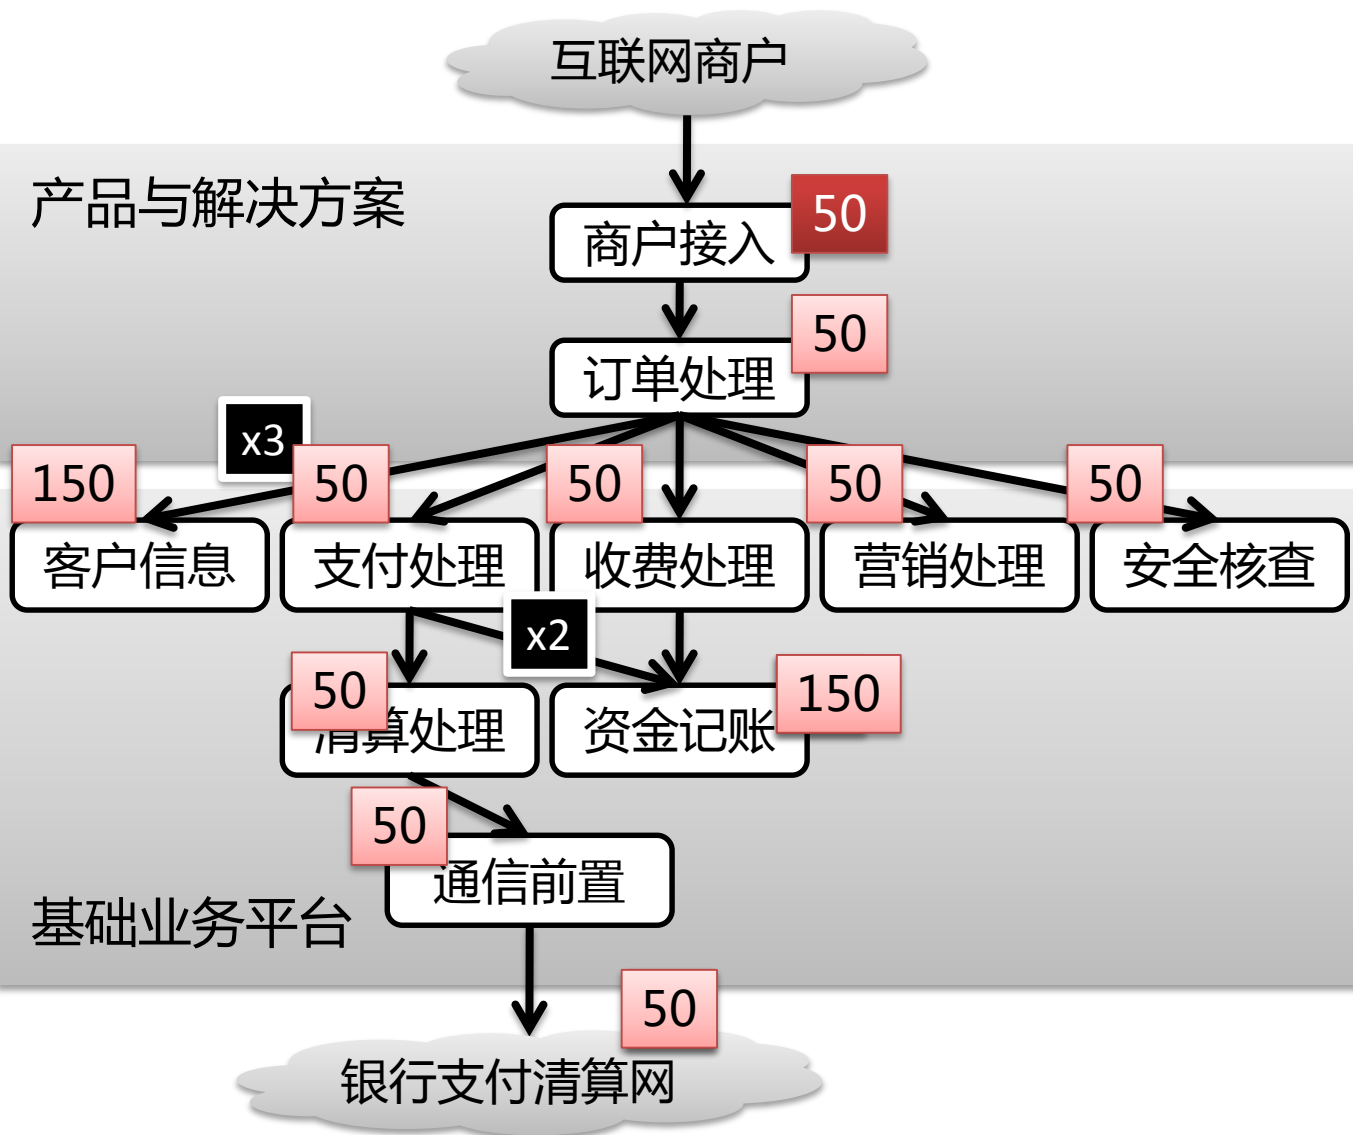 互联网商户
产品与解决方案
50
商户接入
50
订单处理
x3
150
50
50
50
50
客户信息
支付处理
收费处理
营销处理
安全核查
x2
50
150
清算处理
资金记账
50
通信前置
基础业务平台
50
银行支付清算网